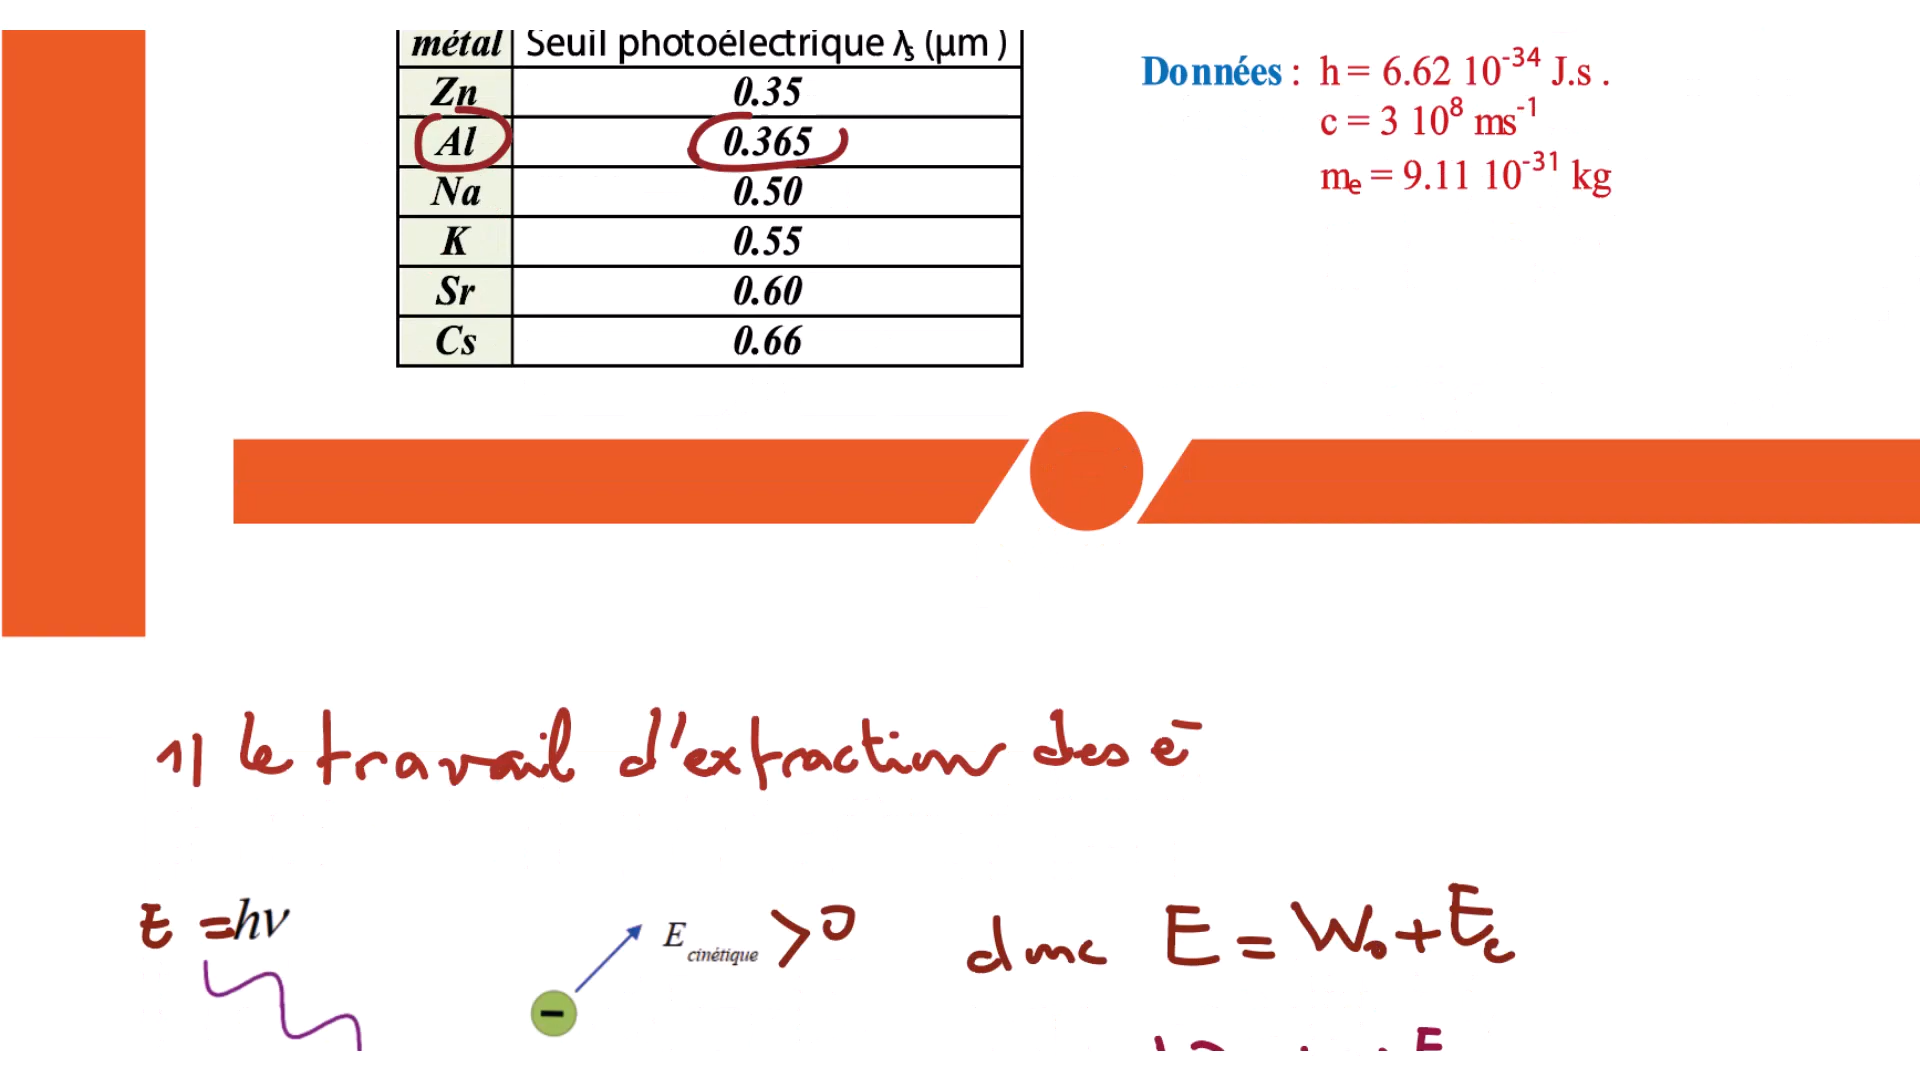 métal Seuil photoélectrique λs (µm)
Zn 0.35
Al 0.365
Na 0.50
K 0.55
Sr 0.60
Cs 0.66
Données : h = 6.62 10⁻³⁴ J.s .
c = 3 10⁸ ms⁻¹
mₑ = 9.11 10⁻³¹ kg
1) le travail d'extraction des e⁻
E = hν
E cinétique > 0
donc E = W₀ + Ec